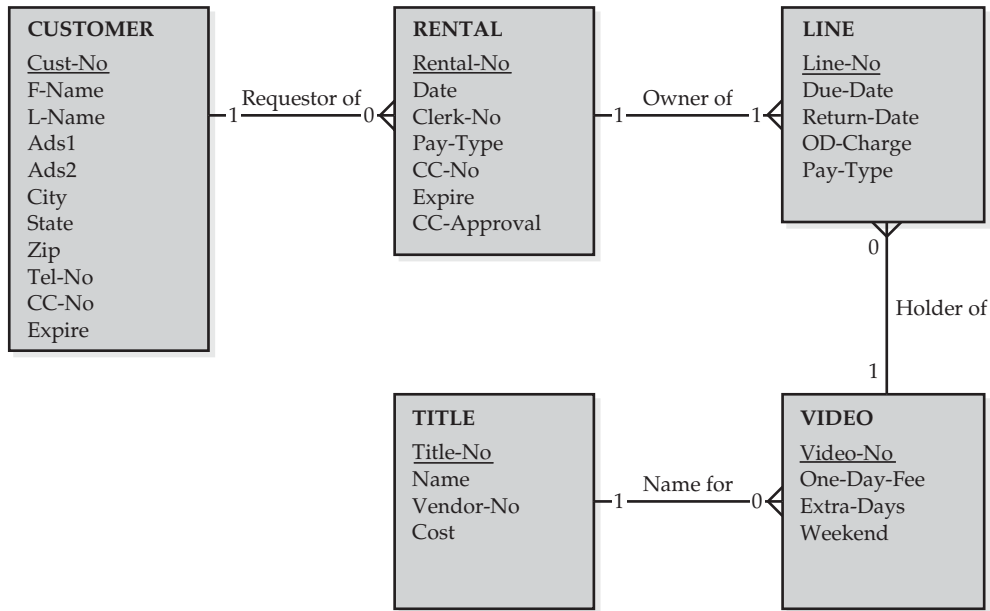 CUSTOMER
Cust-No
F-Name
L-Name
Ads1
Ads2
City
State
Zip
Tel-No
CC-No
Expire
1
Requestor of
0
RENTAL
Rental-No
Date
Clerk-No
Pay-Type
CC-No
Expire
CC-Approval
1
Owner of
1
LINE
Line-No
Due-Date
Return-Date
OD-Charge
Pay-Type
0
Holder of
1
TITLE
Title-No
Name
Vendor-No
Cost
1
Name for
0
VIDEO
Video-No
One-Day-Fee
Extra-Days
Weekend